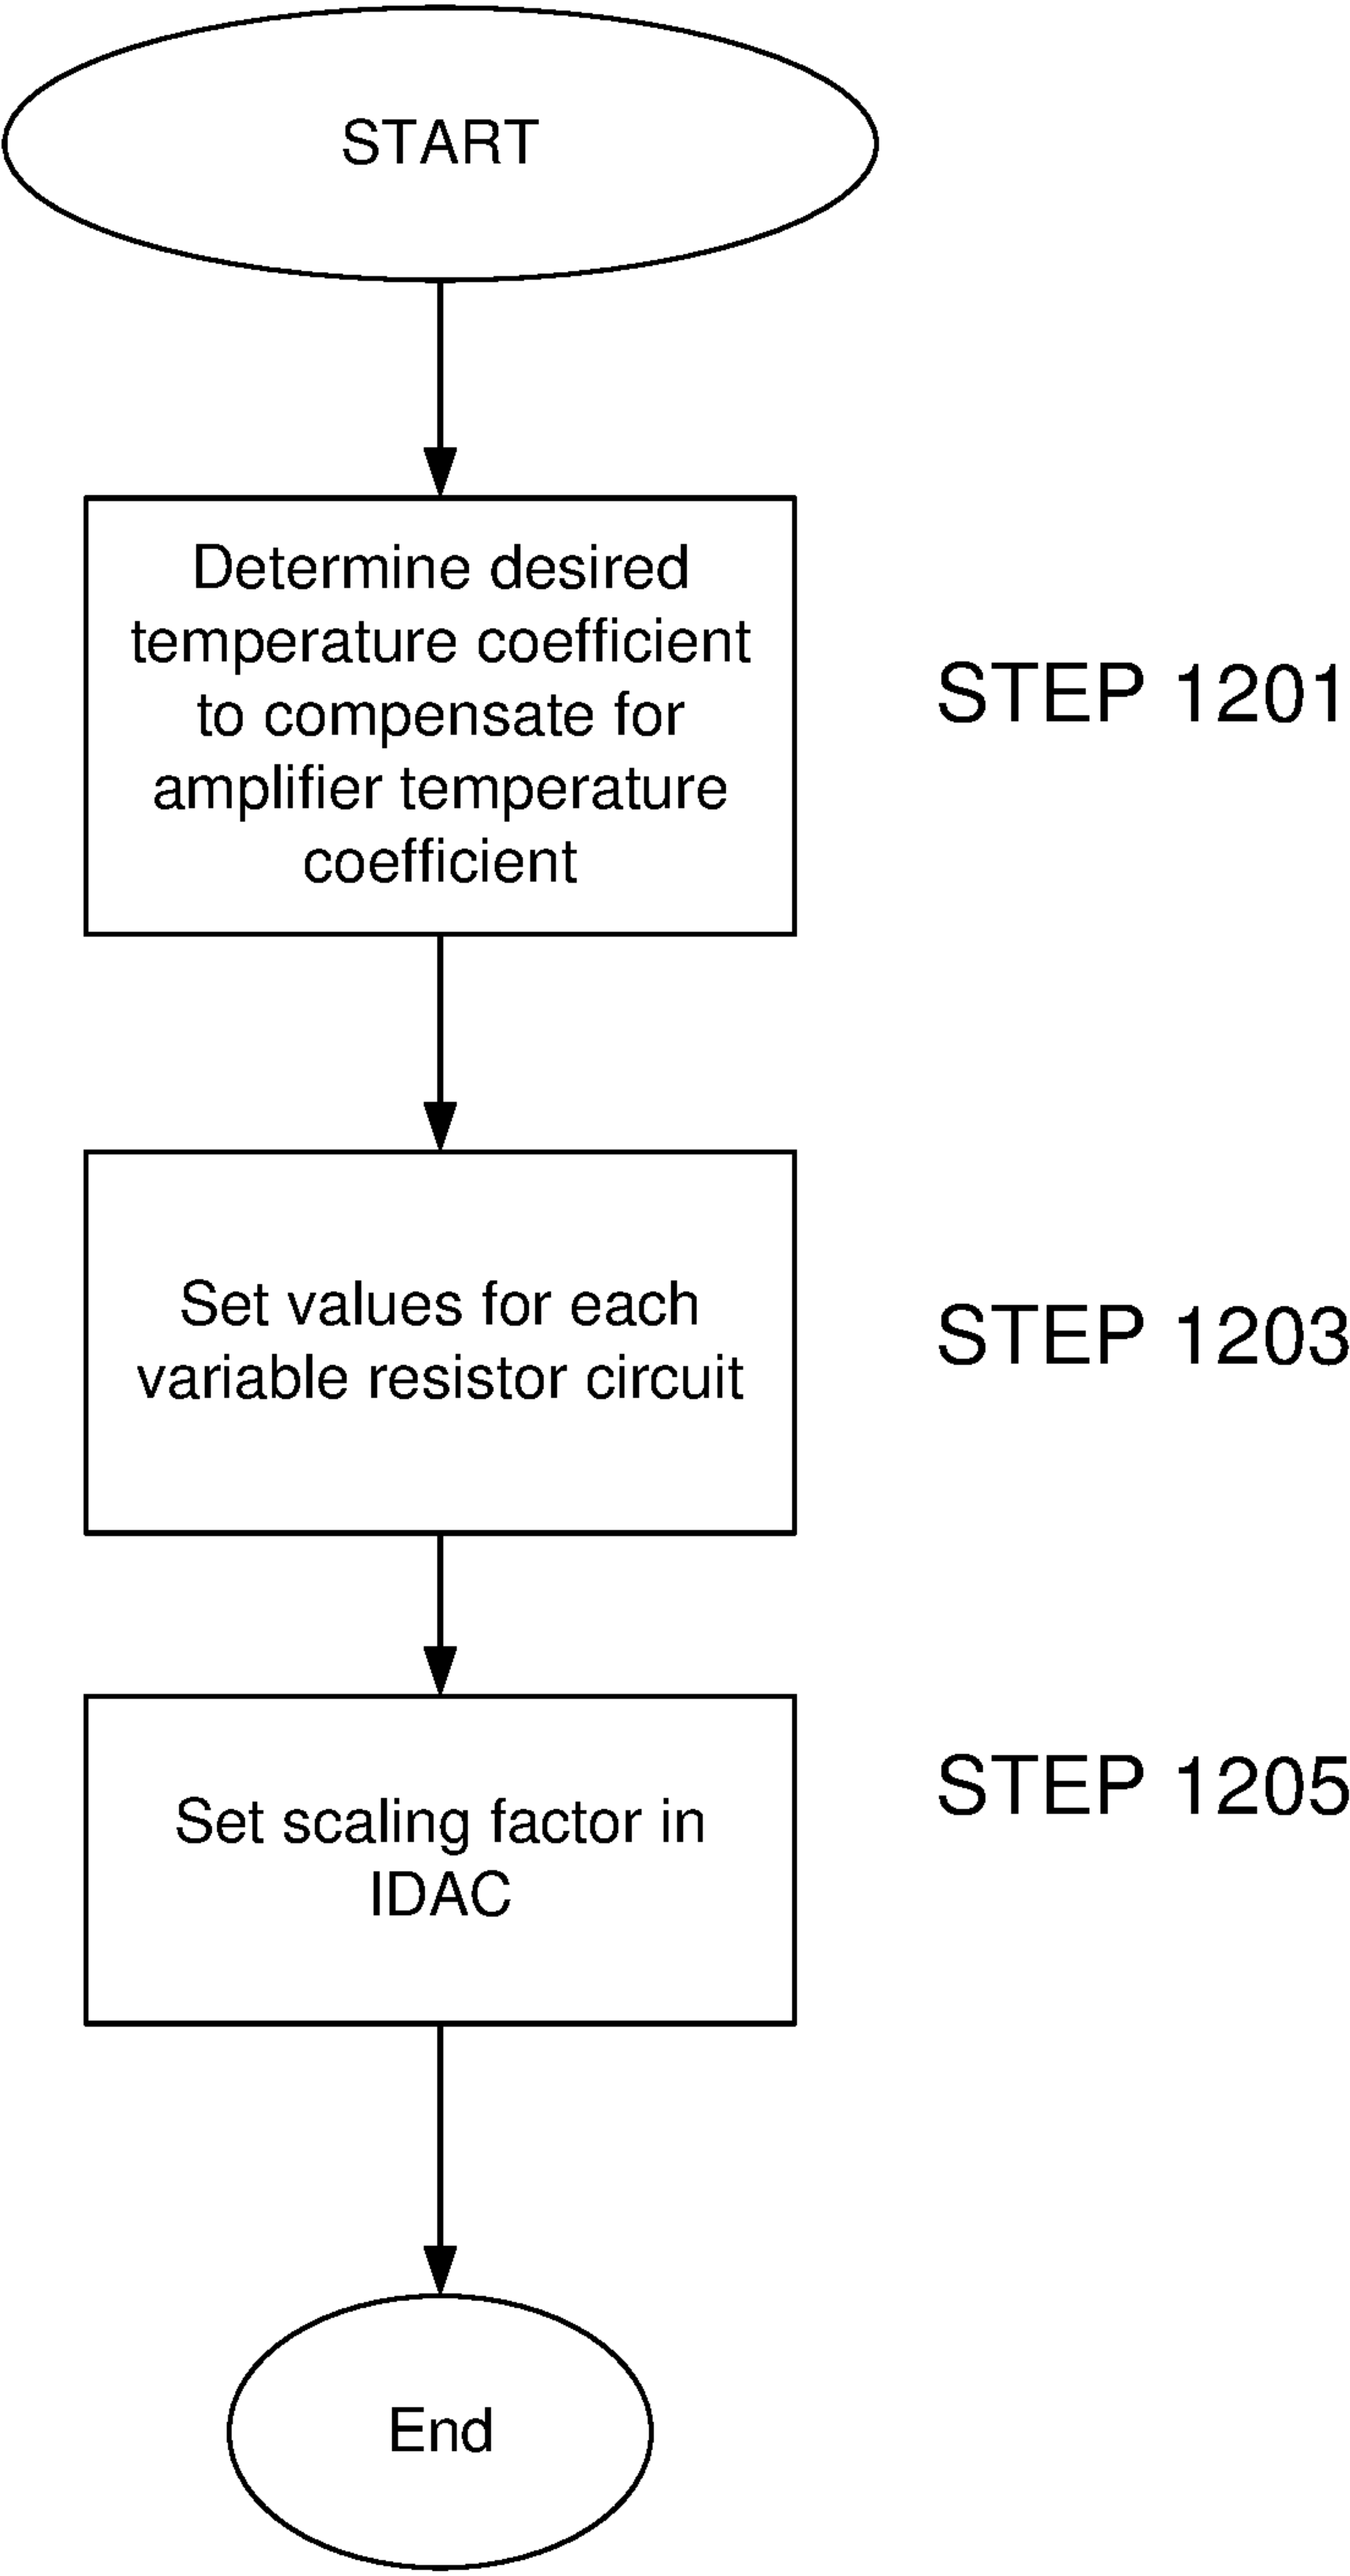 START
Determine desired
temperature coefficient
to compensate for
amplifier temperature
coefficient
STEP 1201
Set values for each
variable resistor circuit
STEP 1203
Set scaling factor in
IDAC
STEP 1205
End